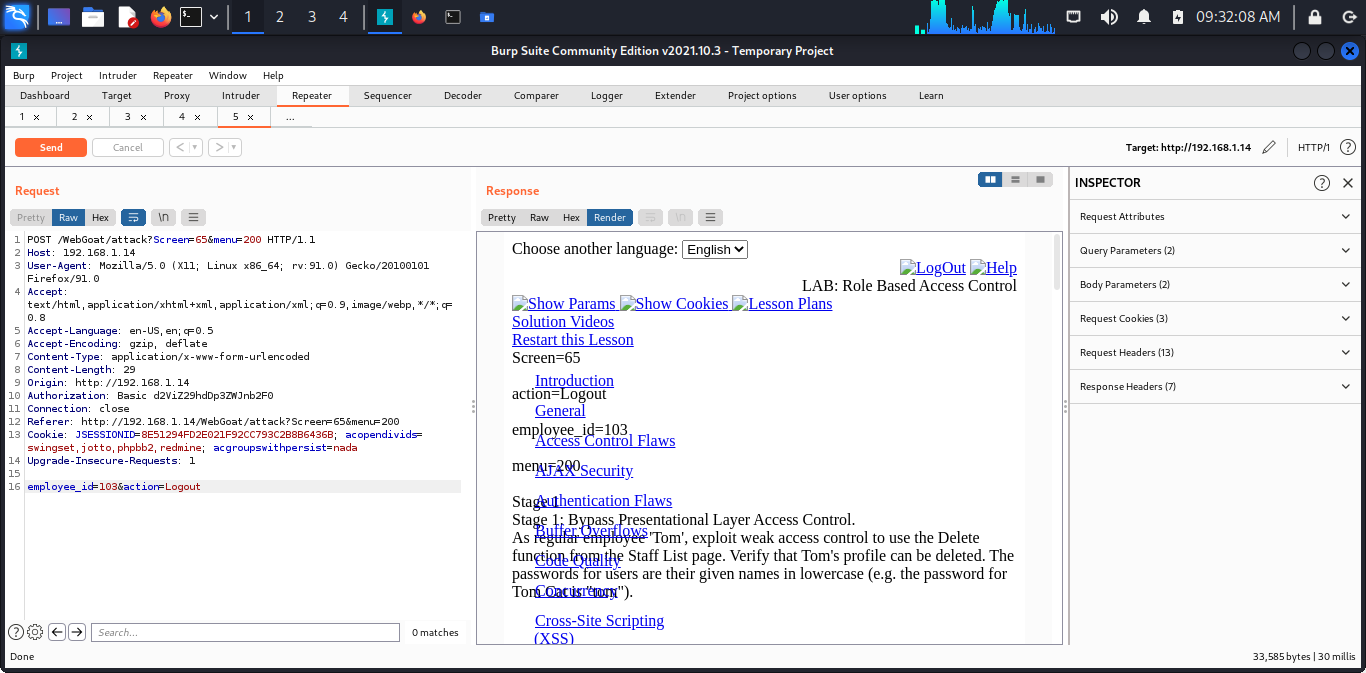 1 2 3 4 09:32:08 AM
Burp Suite Community Edition v2021.10.3 - Temporary Project
Burp Project Intruder Repeater Window Help
Dashboard Target Proxy Intruder Repeater Sequencer Decoder Comparer Logger Extender Project options User options Learn
1 × 2 × 3 × 4 × 5 × ...
Send Cancel < > Target: http://192.168.1.14 HTTP/1 ?
Request
Pretty Raw Hex \n
1 POST /WebGoat/attack?Screen=65&menu=200 HTTP/1.1
2 Host: 192.168.1.14
3 User-Agent: Mozilla/5.0 (X11; Linux x86_64; rv:91.0) Gecko/20100101
Firefox/91.0
4 Accept:
text/html,application/xhtml+xml,application/xml;q=0.9,image/webp,*/*;q=
0.8
5 Accept-Language: en-US,en;q=0.5
6 Accept-Encoding: gzip, deflate
7 Content-Type: application/x-www-form-urlencoded
8 Content-Length: 29
9 Origin: http://192.168.1.14
10 Authorization: Basic d2ViZ29hdDp3ZWJnb2F0
11 Connection: close
12 Referer: http://192.168.1.14/WebGoat/attack?Screen=65&menu=200
13 Cookie: JSESSIONID=8E51294FD2E021F92CC793C2B8B6436B; acopendivids=
swingset,jotto,phpbb2,redmine; acgroupswithpersist=nada
14 Upgrade-Insecure-Requests: 1
15
16 employee_id=103&action=Logout
? Search... 0 matches
Response
Pretty Raw Hex Render \n
Choose another language: English
LogOut Help
LAB: Role Based Access Control
Show Params Show Cookies Lesson Plans
Solution Videos
Restart this Lesson
Screen=65
Introduction
action=Logout
General
employee_id=103
Access Control Flaws
menu=200
AJAX Security
Stage 1
Authentication Flaws
Stage 1: Bypass Presentational Layer Access Control.
Buffer Overflows
As regular employee 'Tom', exploit weak access control to use the Delete
function from the Staff List page. Verify that Tom's profile can be deleted. The
Code Quality
passwords for users are their given names in lowercase (e.g. the password for
Tom Cat is "tom").
Concurrency
Cross-Site Scripting
(XSS)
INSPECTOR ? ×
Request Attributes
Query Parameters (2)
Body Parameters (2)
Request Cookies (3)
Request Headers (13)
Response Headers (7)
Done 33,585 bytes | 30 millis